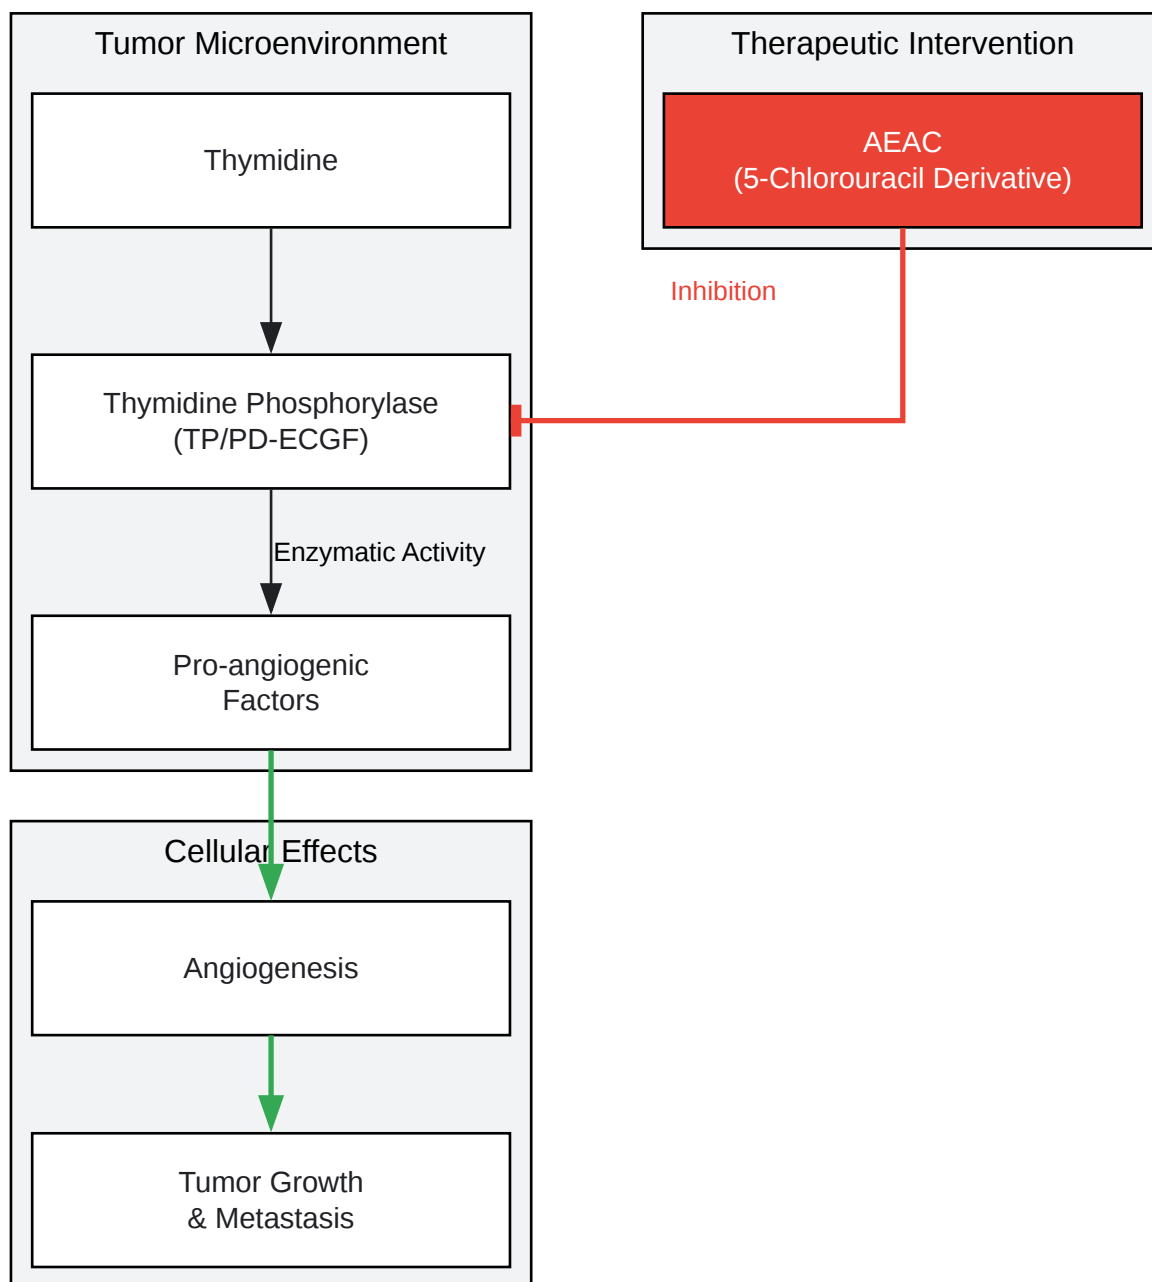 Tumor Microenvironment
Thymidine
Thymidine Phosphorylase
(TP/PD-ECGF)
Enzymatic Activity
Pro-angiogenic
Factors
Cellular Effects
Angiogenesis
Tumor Growth
& Metastasis
Therapeutic Intervention
AEAC
(5-Chlorouracil Derivative)
Inhibition